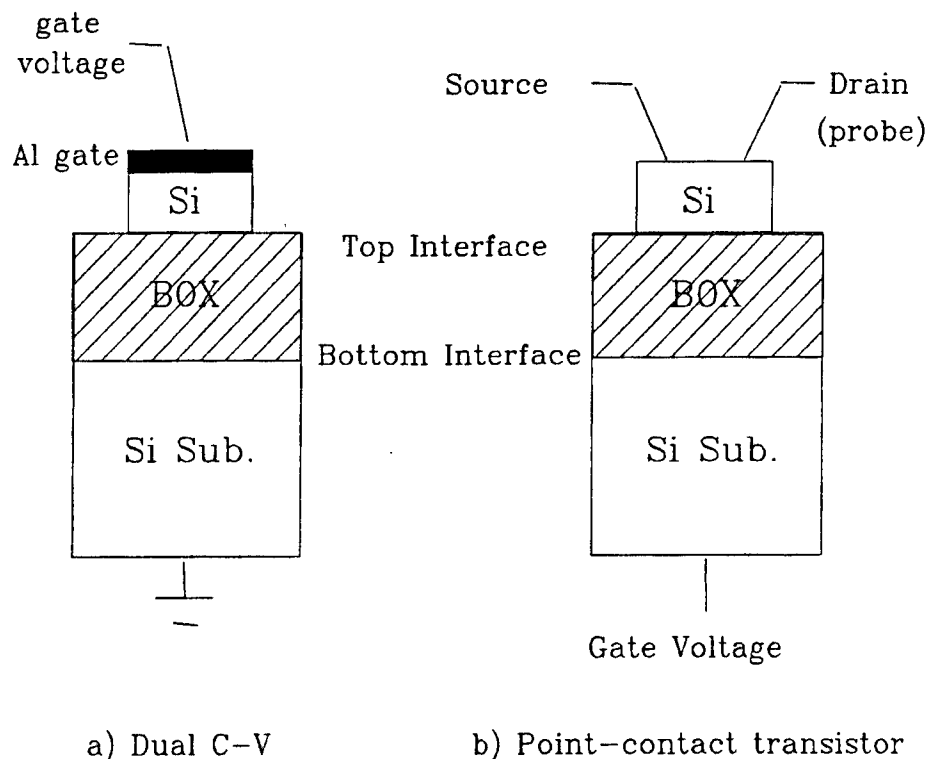 gate
voltage
Al gate
Si
BOX
Si Sub.
Top Interface
Bottom Interface
Source
Drain
(probe)
Si
BOX
Si Sub.
Gate Voltage
a) Dual C-V
b) Point-contact transistor